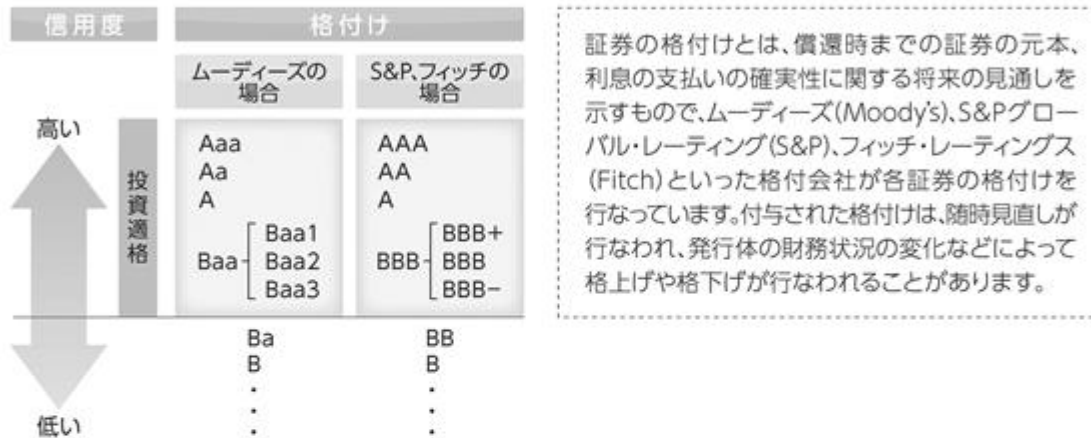 信用度
格付け
ムーディーズの
場合
S&P、フィッチの
場合
高い
投資適格
Aaa
Aa
A
Baa
Baa1
Baa2
Baa3
AAA
AA
A
BBB
BBB+
BBB
BBB−
Ba
B
・
・
・
BB
B
・
・
・
低い
証券の格付けとは、償還時までの証券の元本、
利息の支払いの確実性に関する将来の見通しを
示すもので、ムーディーズ(Moody's)、S&Pグロー
バル・レーティング(S&P)、フィッチ・レーティングス
(Fitch)といった格付会社が各証券の格付けを
行なっています。付与された格付けは、随時見直しが
行なわれ、発行体の財務状況の変化などによって
格上げや格下げが行なわれることがあります。